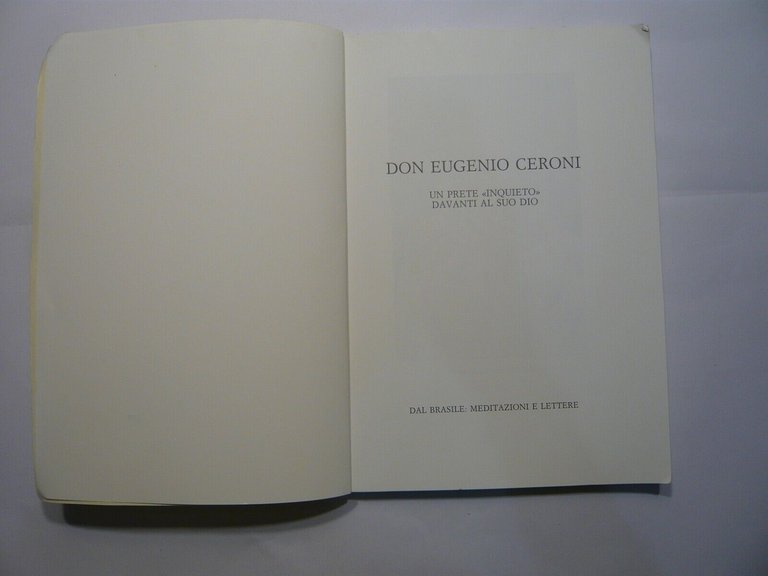 DON EUGENIO CERONI
UN PRETE «INQUIETO»
DAVANTI AL SUO DIO
DAL BRASILE: MEDITAZIONI E LETTERE